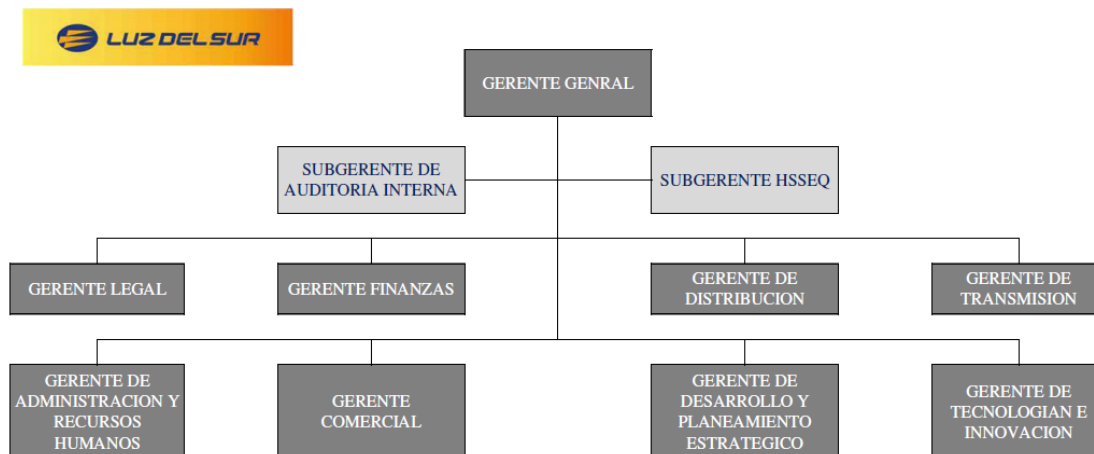 LUZ DEL SUR
GERENTE GENRAL
SUBGERENTE DE
AUDITORIA INTERNA
SUBGERENTE HSSEQ
GERENTE LEGAL
GERENTE FINANZAS
GERENTE DE
DISTRIBUCION
GERENTE DE
TRANSMISION
GERENTE DE
ADMINISTRACION Y
RECURSOS
HUMANOS
GERENTE
COMERCIAL
GERENTE DE
DESARROLLO Y
PLANEAMIENTO
ESTRATEGICO
GERENTE DE
TECNOLOGIAN E
INNOVACION